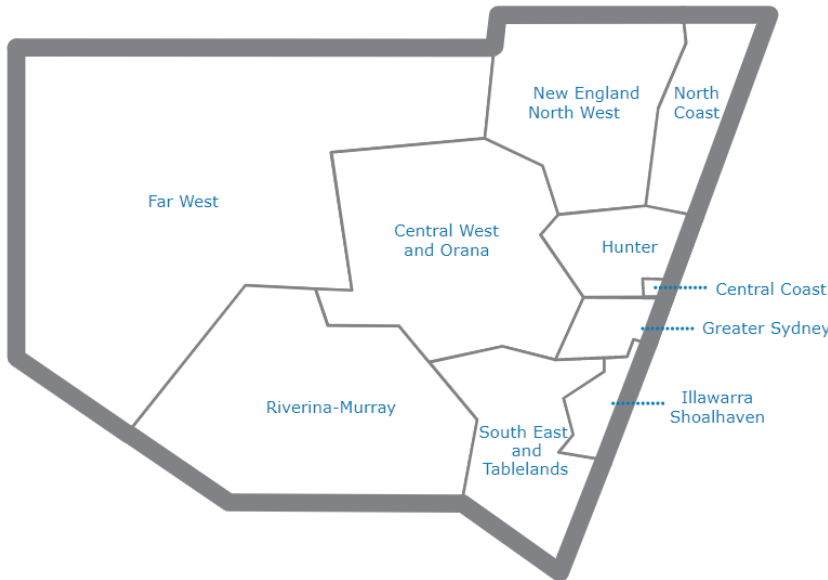 New England
North West
North
Coast
Far West
Central West
and Orana
Hunter
Central Coast
Greater Sydney
Riverina-Murray
Illawarra
Shoalhaven
South East
and
Tablelands